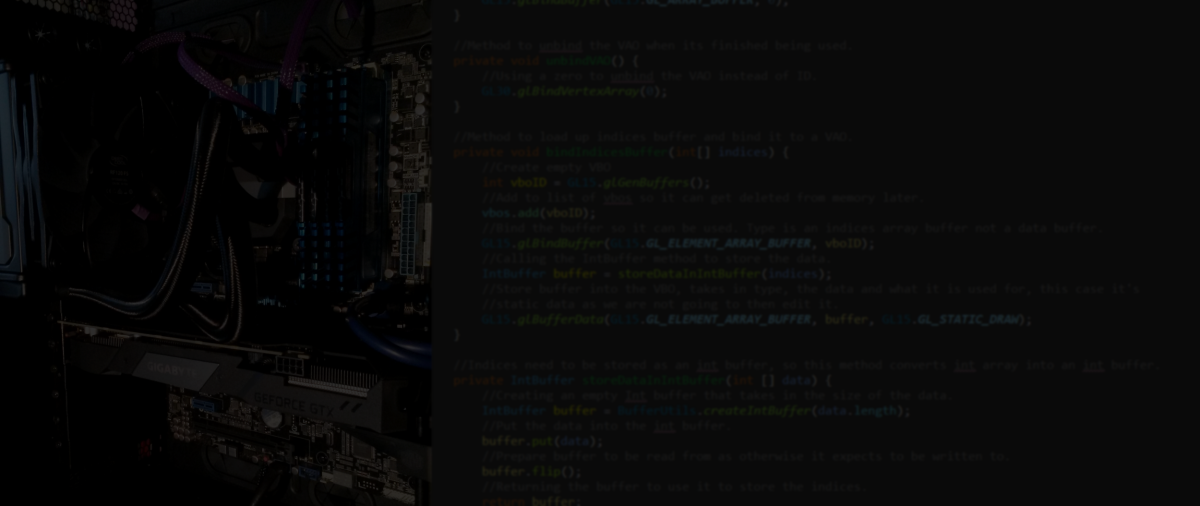 GIGABYTE
GEFORCE GTX
GL15.glBindBuffer(GL15.GL_ARRAY_BUFFER, 0);
}
//Method to unbind the VAO when its finished being used.
private void unbindVAO() {
//Using a zero to unbind the VAO instead of ID.
GL30.glBindVertexArray(0);
}
//Method to load up indices buffer and bind it to a VAO.
private void bindIndicesBuffer(int[] indices) {
//Create empty VBO
int vboID = GL15.glGenBuffers();
//Add to list of vbos so it can get deleted from memory later.
vbos.add(vboID);
//Bind the buffer so it can be used. Type is an indices array buffer not a data buffer.
GL15.glBindBuffer(GL15.GL_ELEMENT_ARRAY_BUFFER, vboID);
//Calling the intBuffer method to store the data.
IntBuffer buffer = storeDataInIntBuffer(indices);
//Store buffer into the VBO, takes in type, the data and what it is used for, this case it's
//static data as we are not going to then edit it.
GL15.glBufferData(GL15.GL_ELEMENT_ARRAY_BUFFER, buffer, GL15.GL_STATIC_DRAW);
}
//Indices need to be stored as an int buffer, so this method converts int array into an int buffer.
private IntBuffer storeDataInIntBuffer(int [] data) {
//Creating an empty int buffer that takes in the size of the data.
IntBuffer buffer = BufferUtils.createIntBuffer(data.length);
//Put the data into the int buffer.
buffer.put(data);
//Prepare buffer to be read from as otherwise it expects to be written to.
buffer.flip();
//Returning the buffer to use it to store the indices.
return buffer;